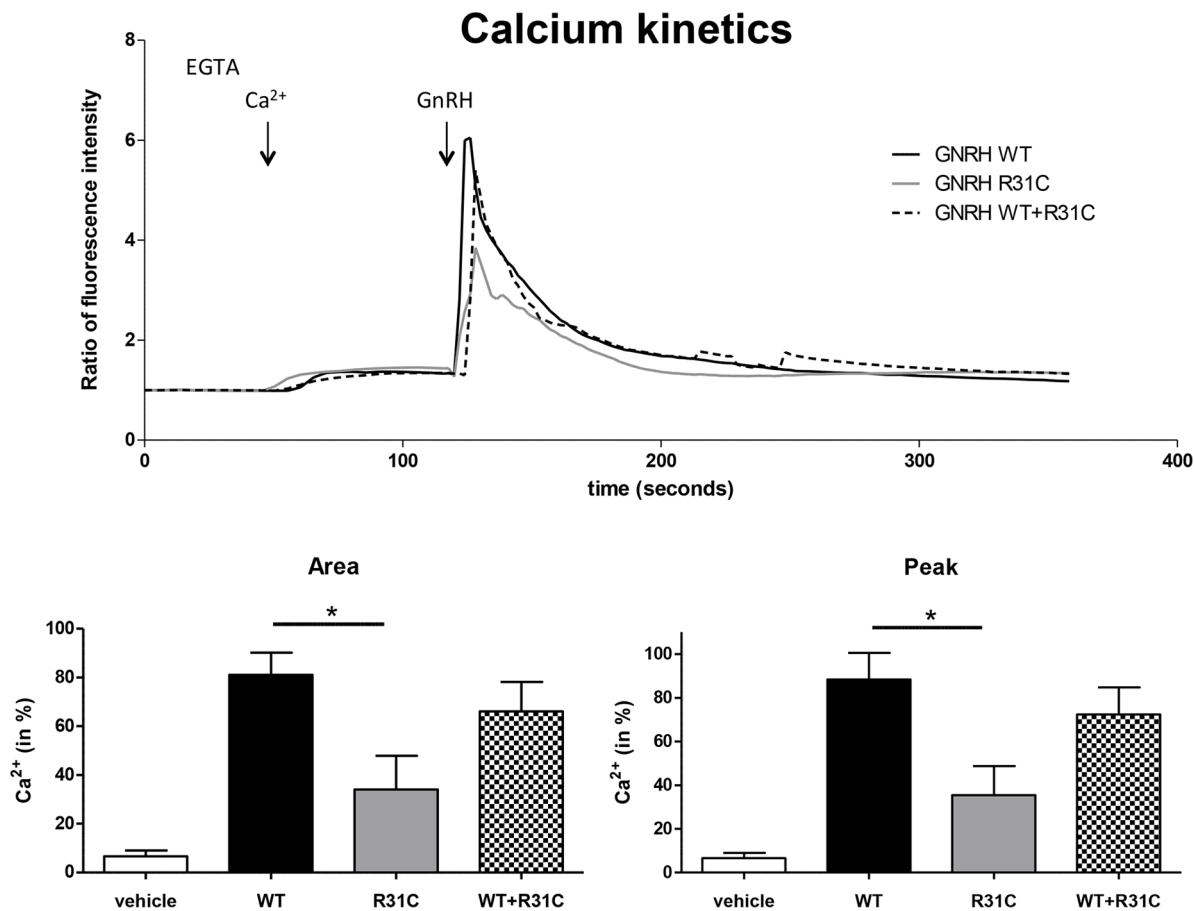 Calcium kinetics
8
6
4
2
0
Ratio of fluorescence intensity
EGTA
Ca²⁺
GnRH
GNRH WT
GNRH R31C
GNRH WT+R31C
0 100 200 300 400
time (seconds)
Area
*
100
80
60
40
20
0
Ca²⁺ (in %)
vehicle WT R31C WT+R31C
Peak
*
100
80
60
40
20
0
Ca²⁺ (in %)
vehicle WT R31C WT+R31C